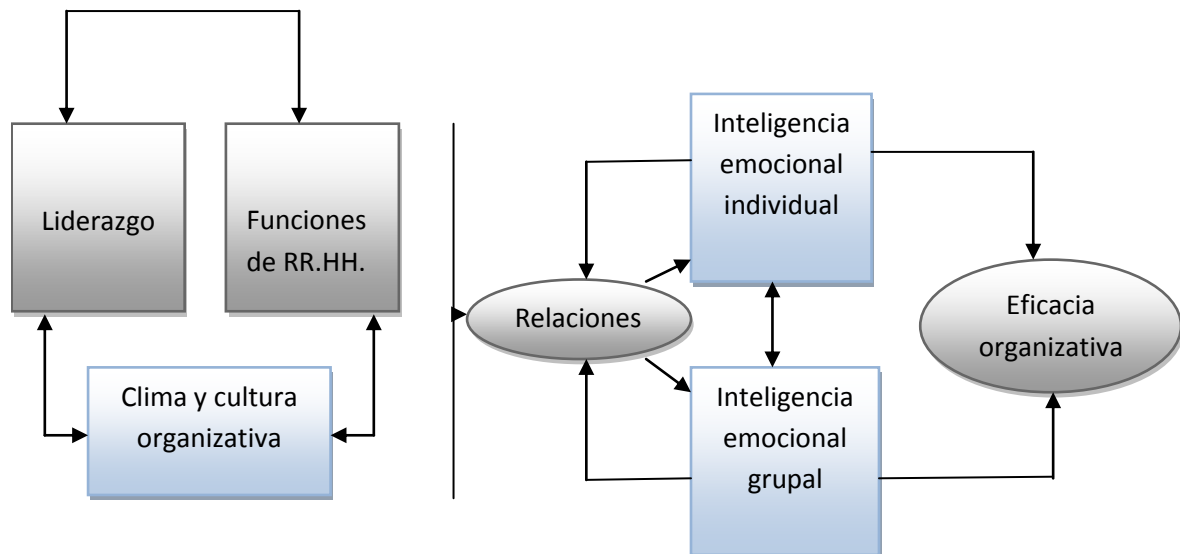 Liderazgo
Funciones
de RR.HH.
Clima y cultura
organizativa
Relaciones
Inteligencia
emocional
individual
Inteligencia
emocional
grupal
Eficacia
organizativa